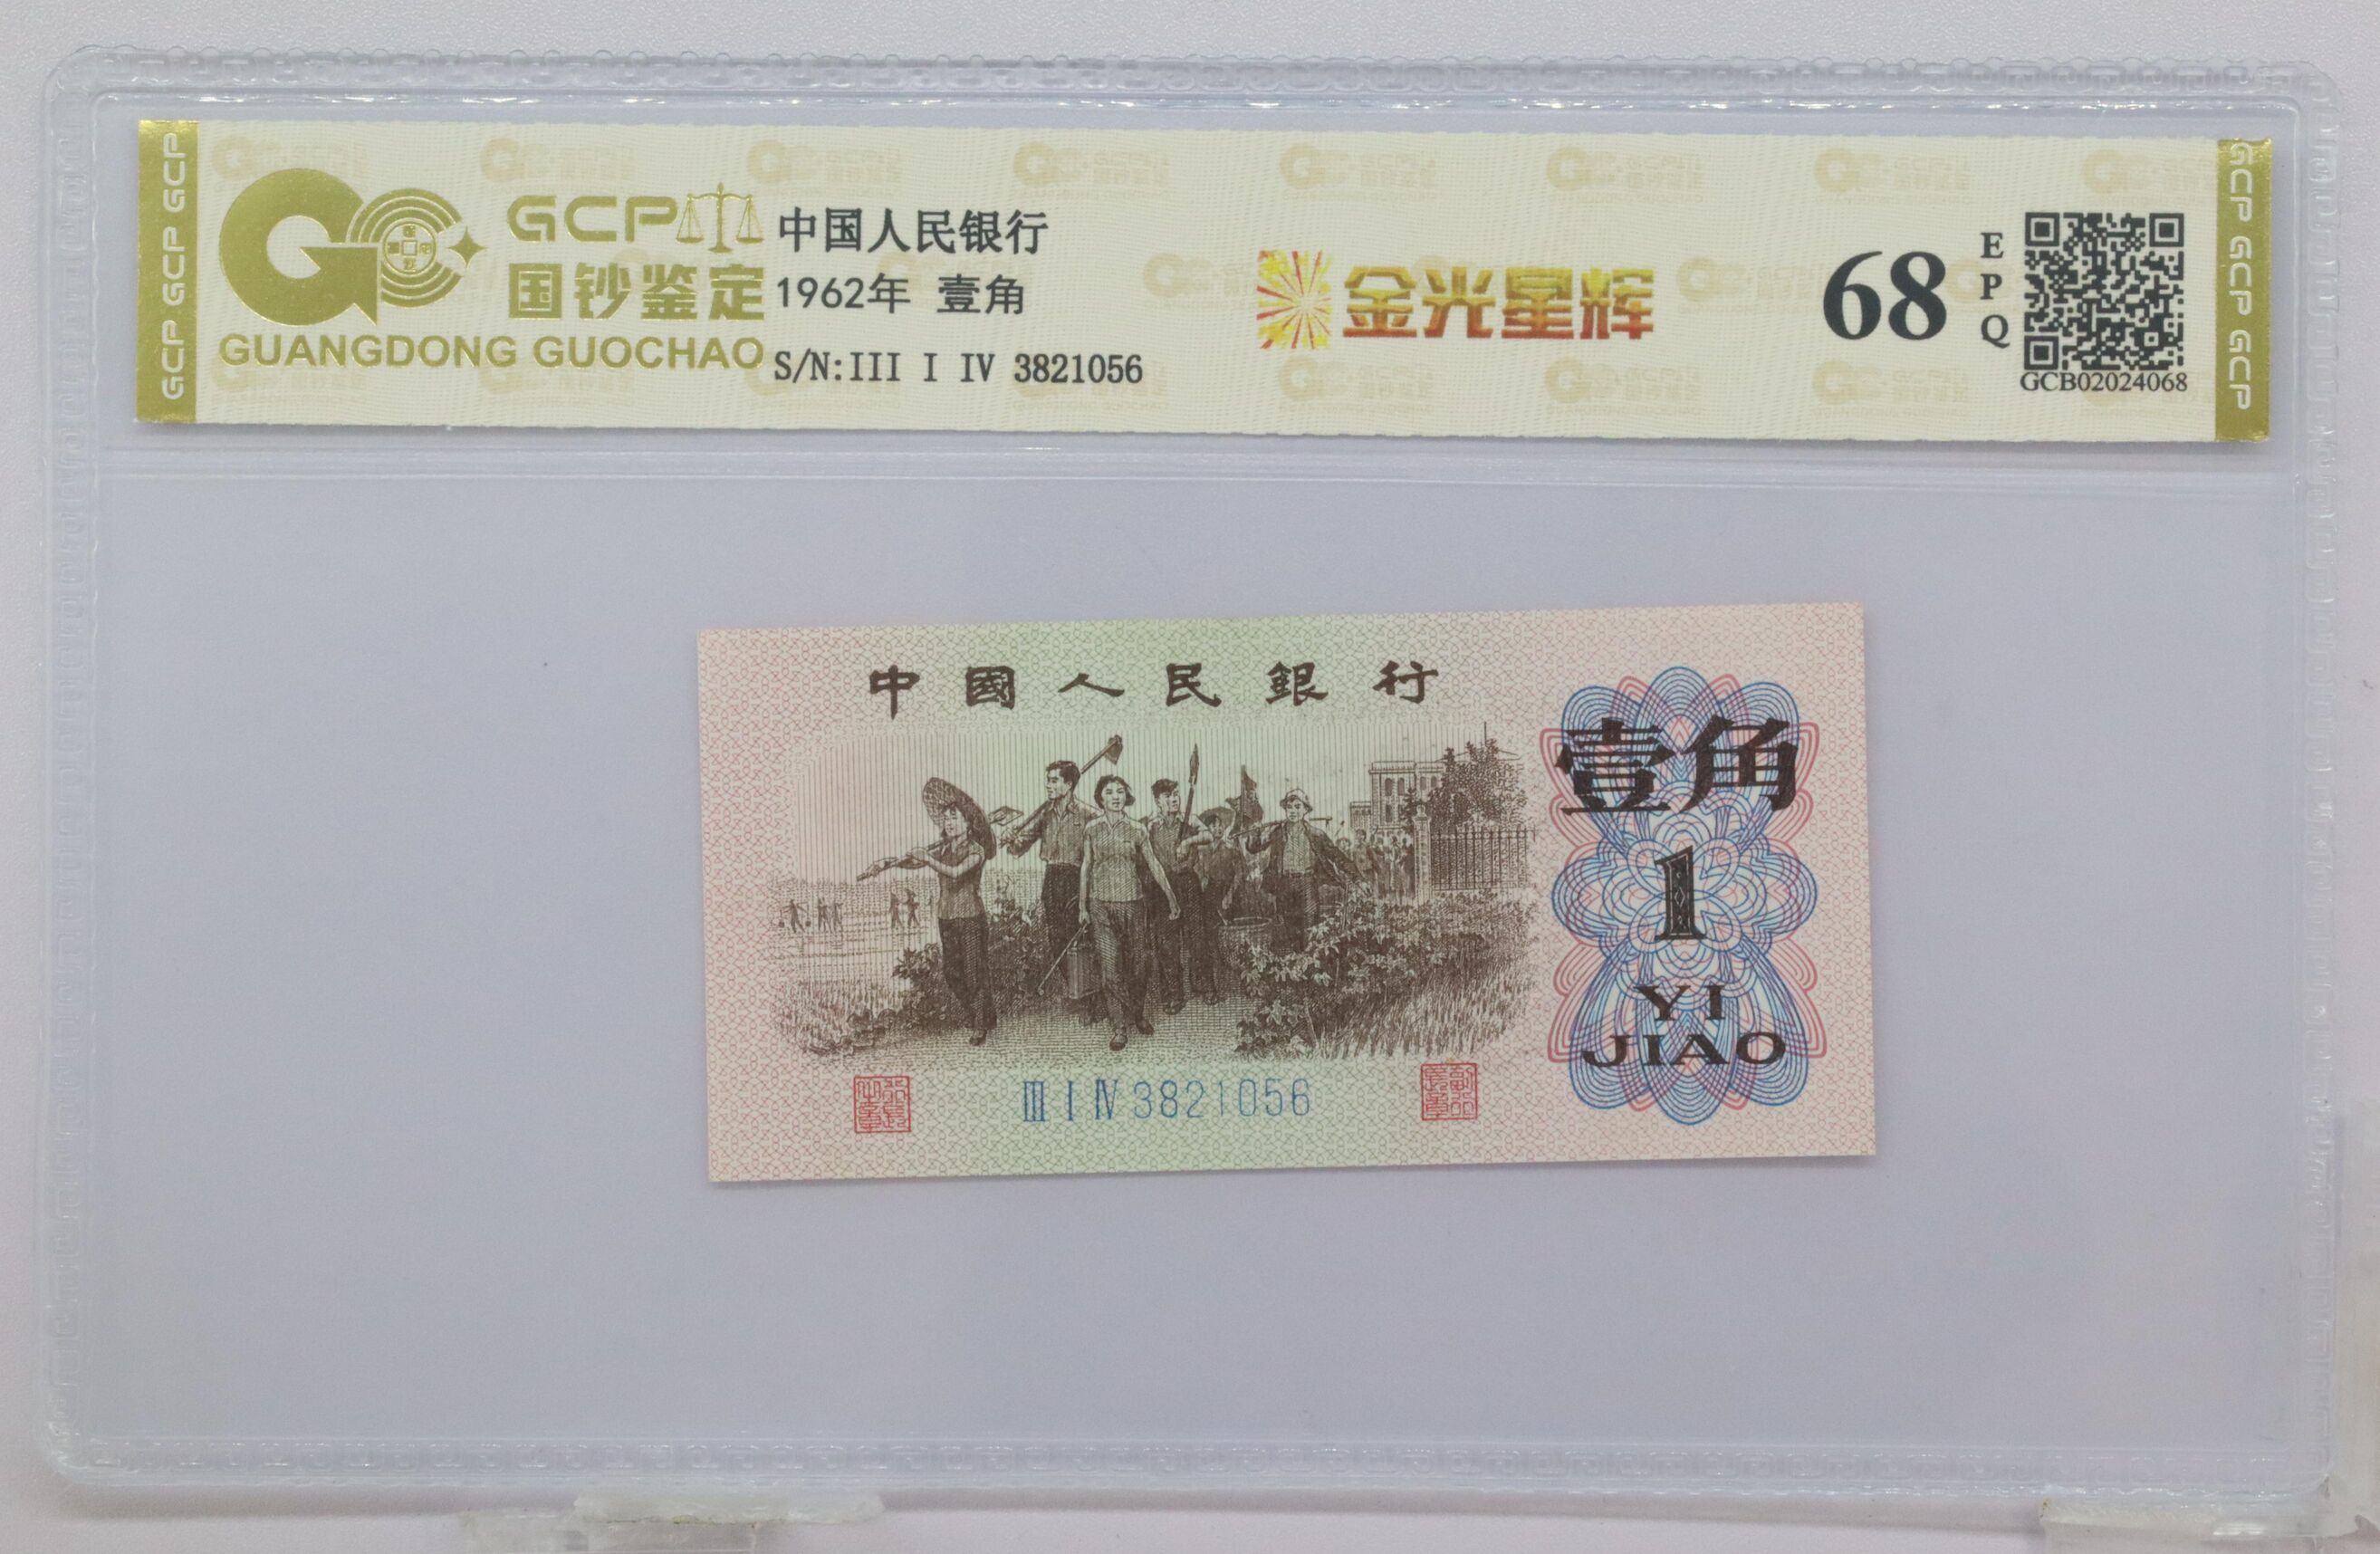 GCP GCP GCP
GCP
国钞鉴定
GUANGDONG GUOCHAO
中国人民银行
1962年 壹角
S/N:III I IV 3821056
金光星辉
68
EPQ
GCB02024068
GCP GCP GCP
中國人民銀行
壹角
1
YI
JIAO
Ⅲ Ⅰ Ⅳ 3821056